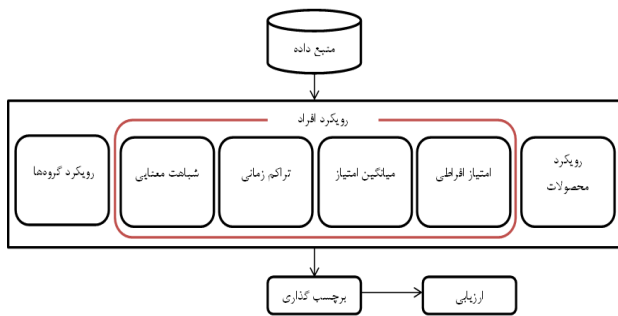 منبع داده
رویکرد افراد
رویکرد
محصولات
امتیاز افراطی
میانگین امتیاز
تراکم زمانی
شباهت معنایی
رویکرد گروه‌ها
برچسب گذاری
ارزیابی